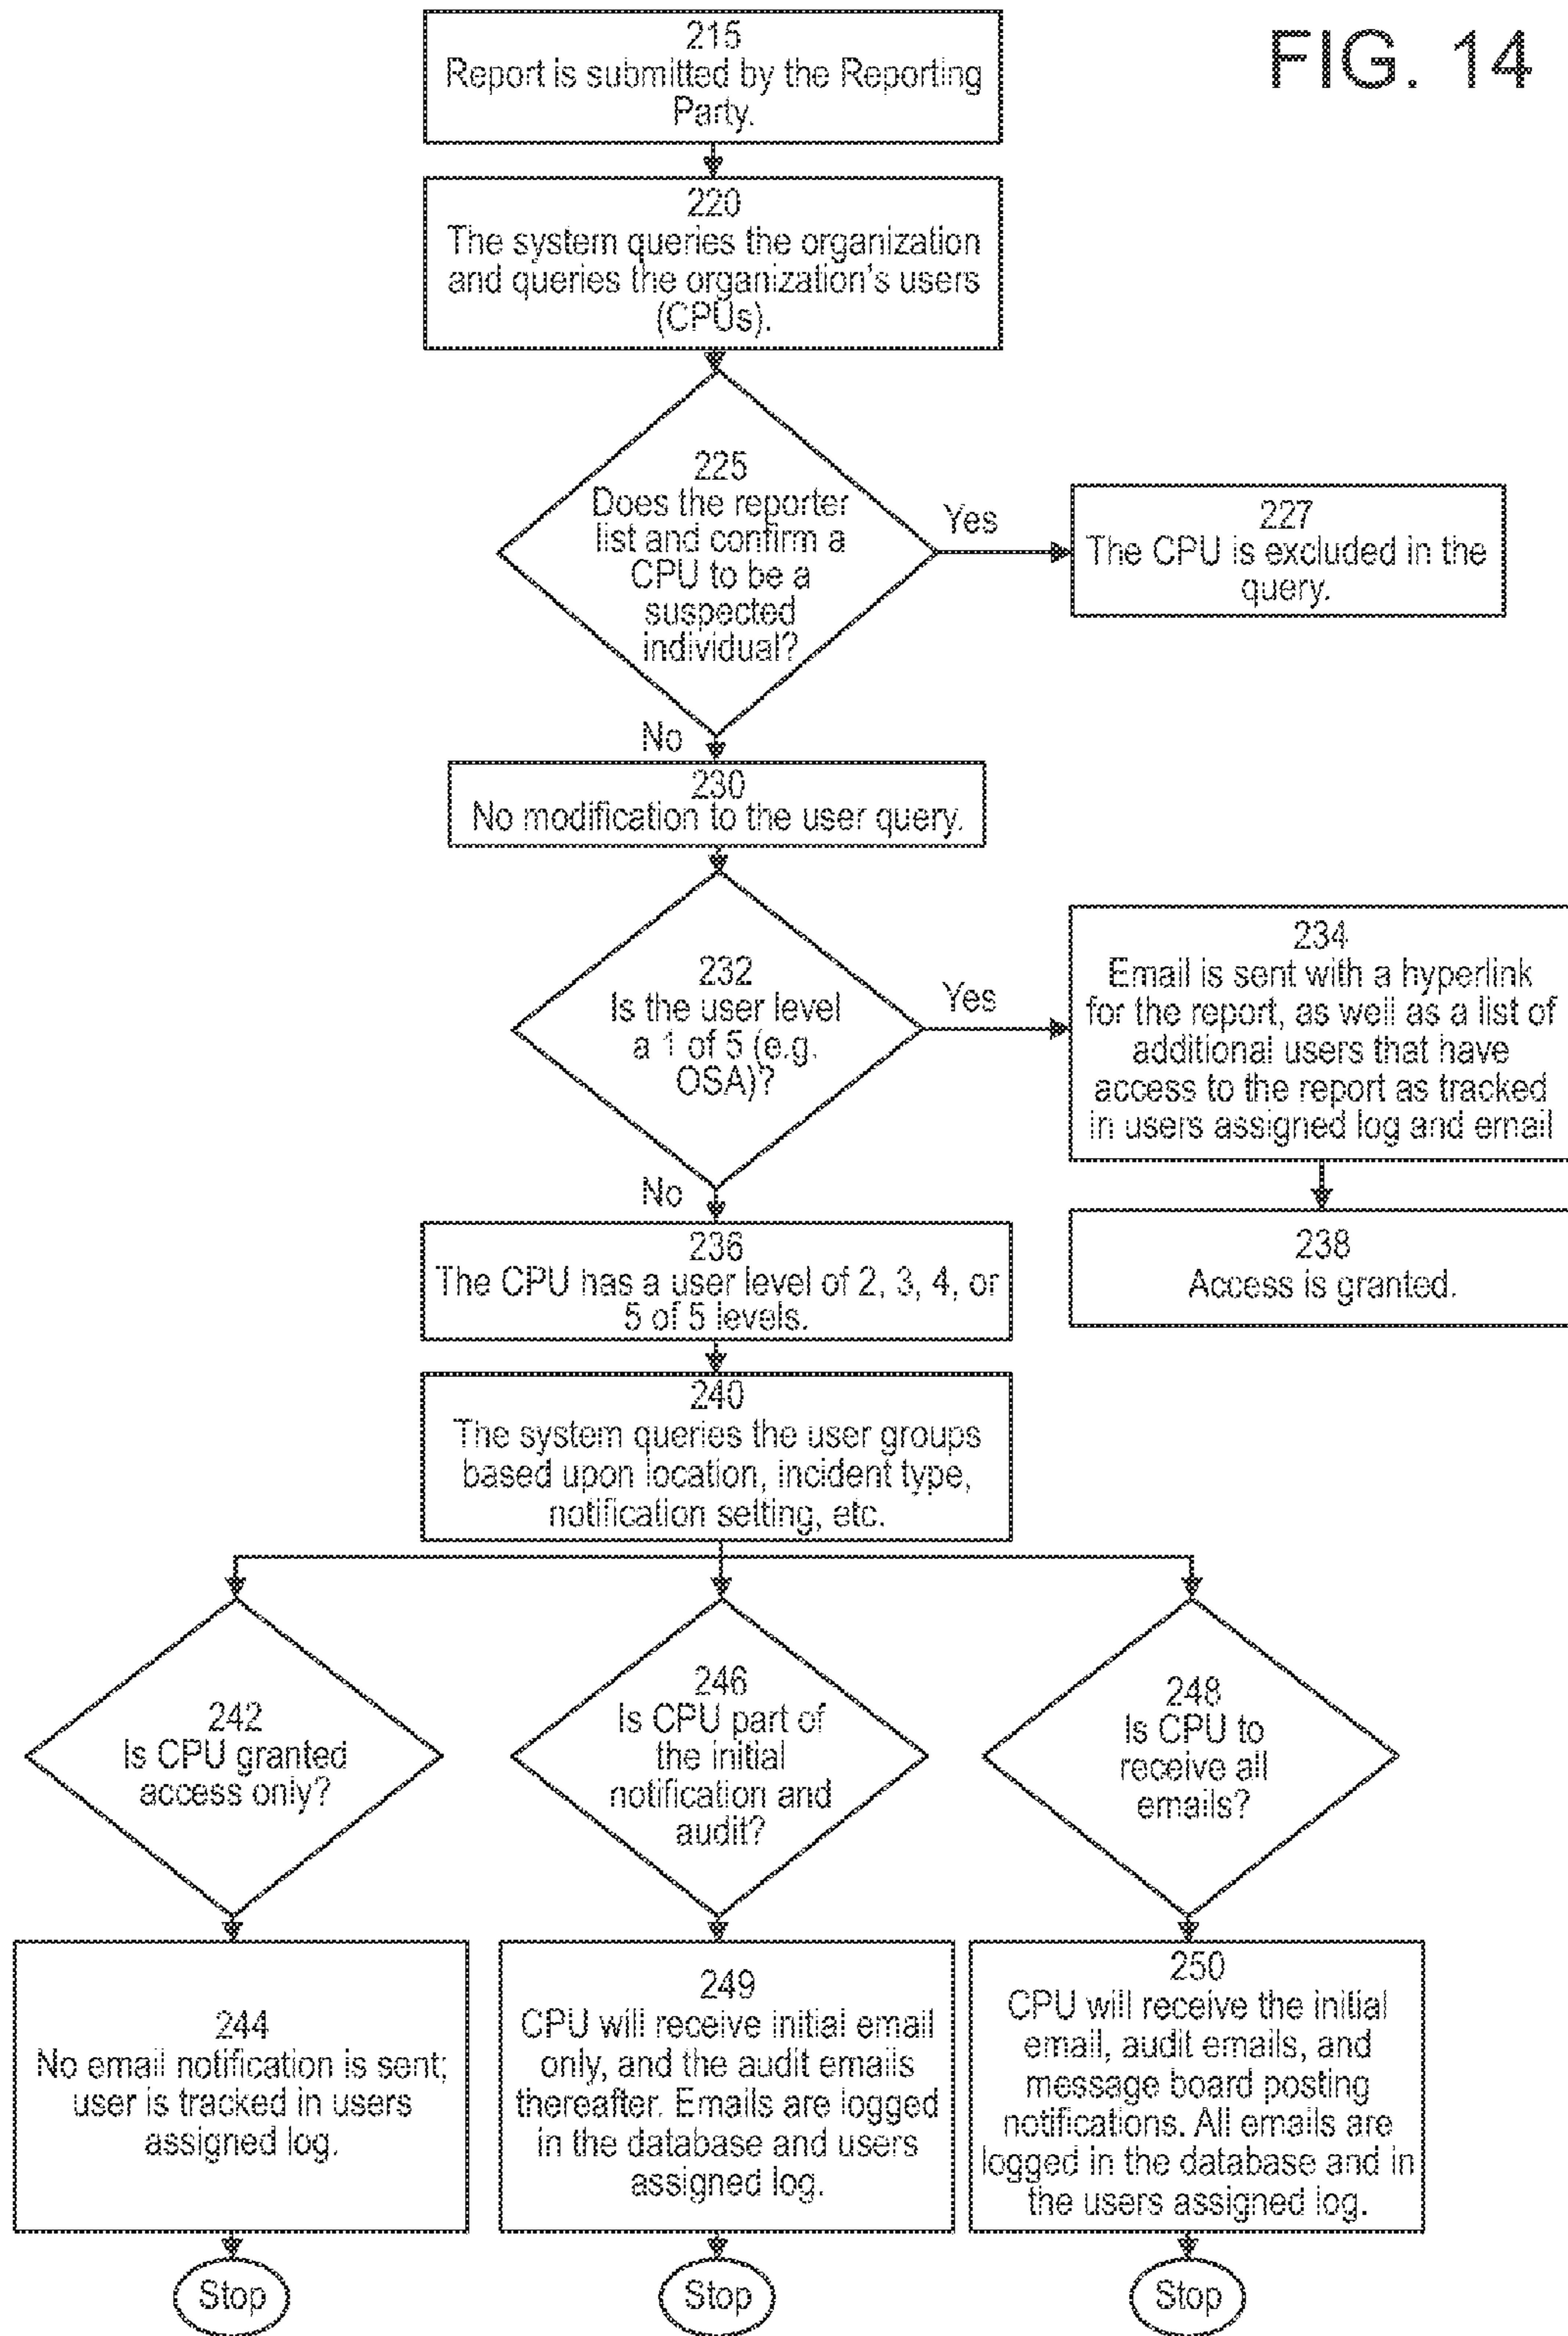 FIG. 14
215
Report is submitted by the Reporting
Party.
220
The system queries the organization
and queries the organization's users
(CPUs).
225
Does the reporter
list and confirm a
CPU to be a
suspected
individual?
Yes
227
The CPU is excluded in the
query.
No
230
No modification to the user query.
232
Is the user level
a 1 of 5 (e.g.
OSA)?
Yes
234
Email is sent with a hyperlink
for the report, as well as a list of
additional users that have
access to the report as tracked
in users assigned log and email
No
236
The CPU has a user level of 2, 3, 4, or
5 of 5 levels.
238
Access is granted.
240
The system queries the user groups
based upon location, incident type,
notification setting, etc.
242
Is CPU granted
access only?
246
Is CPU part of
the initial
notification and
audit?
248
Is CPU to
receive all
emails?
244
No email notification is sent;
user is tracked in users
assigned log.
249
CPU will receive initial email
only, and the audit emails
thereafter. Emails are logged
in the database and users
assigned log.
250
CPU will receive the initial
email, audit emails, and
message board posting
notifications. All emails are
logged in the database and in
the users assigned log.
Stop
Stop
Stop